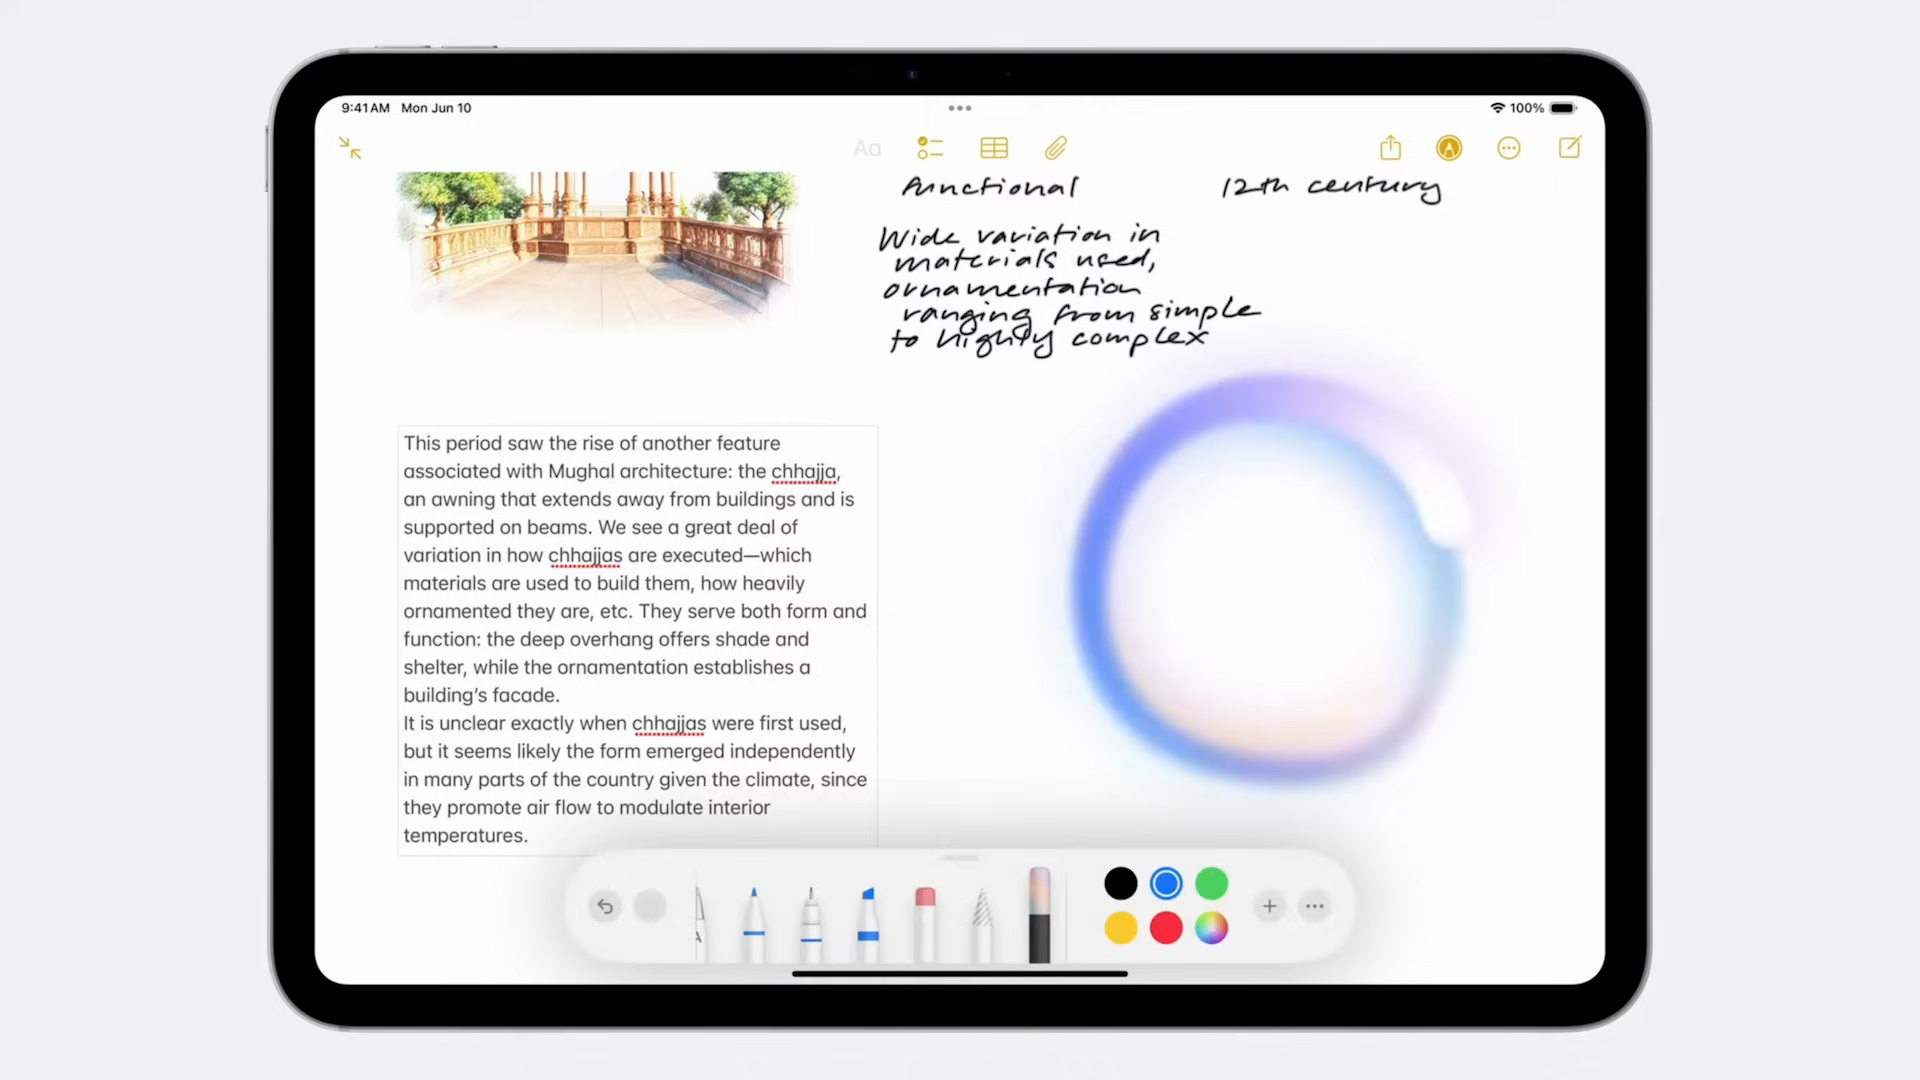 9:41 AM Mon Jun 10
100%
Aa
functional
12th century
Wide variation in
materials used,
ornamentation
ranging from simple
to highly complex
This period saw the rise of another feature
associated with Mughal architecture: the chhajja,
an awning that extends away from buildings and is
supported on beams. We see a great deal of
variation in how chhajjas are executed—which
materials are used to build them, how heavily
ornamented they are, etc. They serve both form and
function: the deep overhang offers shade and
shelter, while the ornamentation establishes a
building's facade.
It is unclear exactly when chhajjas were first used,
but it seems likely the form emerged independently
in many parts of the country given the climate, since
they promote air flow to modulate interior
temperatures.
A